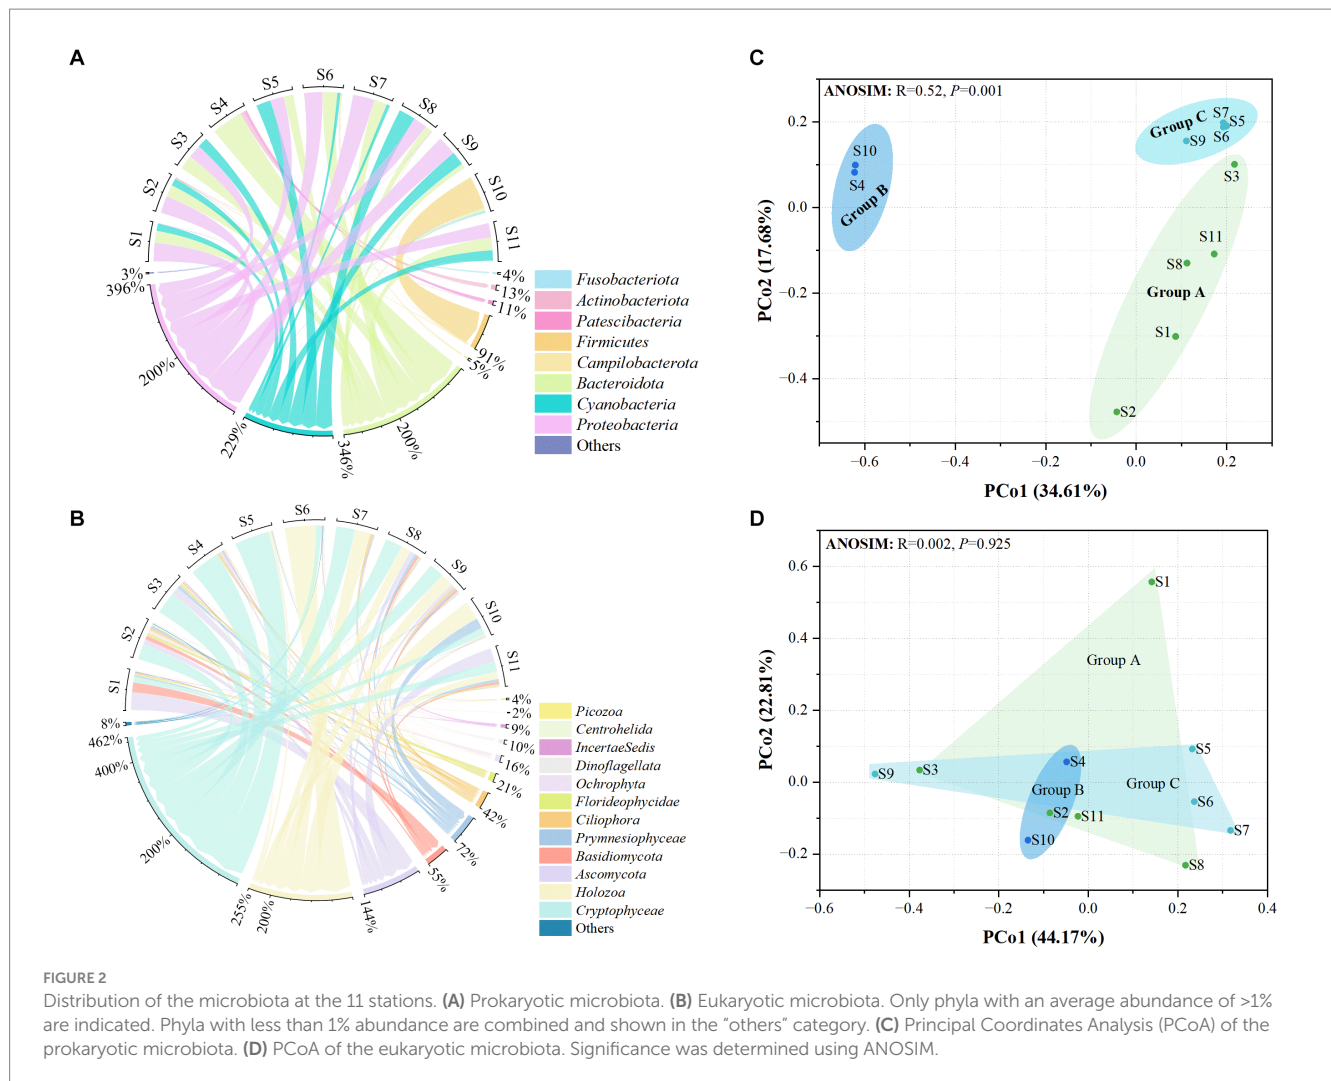 A
S1
S2
S3
S4
S5
S6
S7
S8
S9
S10
S11
3%
396%
200%
229%
346%
200%
5%
91%
11%
13%
4%
Fusobacteriota
Actinobacteriota
Patescibacteria
Firmicutes
Campilobacterota
Bacteroidota
Cyanobacteria
Proteobacteria
Others
B
S1
S2
S3
S4
S5
S6
S7
S8
S9
S10
S11
8%
462%
400%
200%
255%
200%
144%
55%
72%
42%
21%
16%
10%
9%
2%
4%
Picozoa
Centrohelida
IncertaeSedis
Dinoflagellata
Ochrophyta
Florideophycidae
Ciliophora
Prymnesiophyceae
Basidiomycota
Ascomycota
Holozoa
Cryptophyceae
Others
C
ANOSIM: R=0.52, P=0.001
Group C
S7
S5
S6
S9
S3
S10
S4
Group B
S11
S8
Group A
S1
S2
0.2
0.0
−0.2
−0.4
PCo2 (17.68%)
−0.6
−0.4
−0.2
0.0
0.2
PCo1 (34.61%)
D
ANOSIM: R=0.002, P=0.925
S1
Group A
S5
S4
S9
S3
Group B
Group C
S6
S2
S11
S7
S10
S8
0.6
0.4
0.2
0.0
−0.2
PCo2 (22.81%)
−0.6
−0.4
−0.2
0.0
0.2
0.4
PCo1 (44.17%)
FIGURE 2
Distribution of the microbiota at the 11 stations. (A) Prokaryotic microbiota. (B) Eukaryotic microbiota. Only phyla with an average abundance of >1%
are indicated. Phyla with less than 1% abundance are combined and shown in the “others” category. (C) Principal Coordinates Analysis (PCoA) of the
prokaryotic microbiota. (D) PCoA of the eukaryotic microbiota. Significance was determined using ANOSIM.